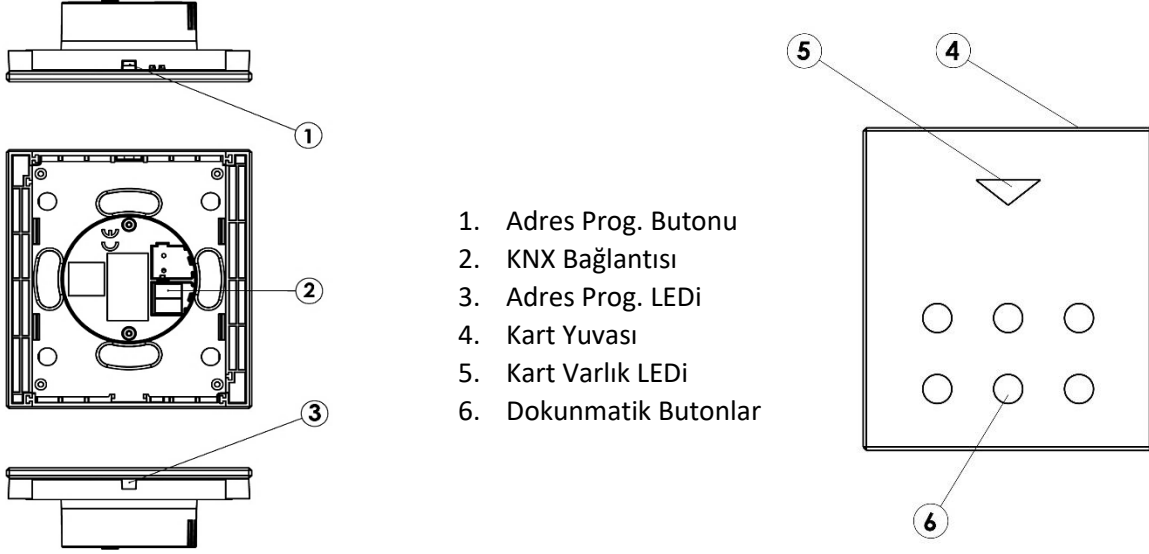 5
4
1
1. Adres Prog. Butonu
2. KNX Bağlantısı
2
3. Adres Prog. LEDi
4. Kart Yuvası
5. Kart Varlık LEDi
6. Dokunmatik Butonlar
3
6